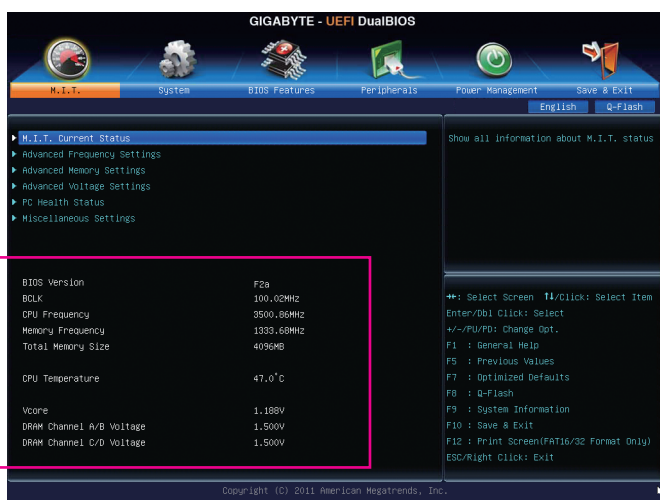 GIGABYTE - UEFI DualBIOS
M.I.T. System BIOS Features Peripherals Power Management Save & Exit
English Q-Flash
M.I.T. Current Status
Advanced Frequency Settings
Advanced Memory Settings
Advanced Voltage Settings
PC Health Status
Miscellaneous Settings
Show all information about M.I.T. status
BIOS Version F2a
BCLK 100.02MHz
CPU Frequency 3500.86MHz
Memory Frequency 1333.68MHz
Total Memory Size 4096MB
CPU Temperature 47.0°C
Vcore 1.188V
DRAM Channel A/B Voltage 1.500V
DRAM Channel C/D Voltage 1.500V
→←: Select Screen ↑↓/Click: Select Item
Enter/Dbl Click: Select
+/-/PU/PD: Change Opt.
F1 : General Help
F5 : Previous Values
F7 : Optimized Defaults
F8 : Q-Flash
F9 : System Information
F10 : Save & Exit
F12 : Print Screen(FAT16/32 Format Only)
ESC/Right Click: Exit
Copyright (C) 2011 American Megatrends, Inc.